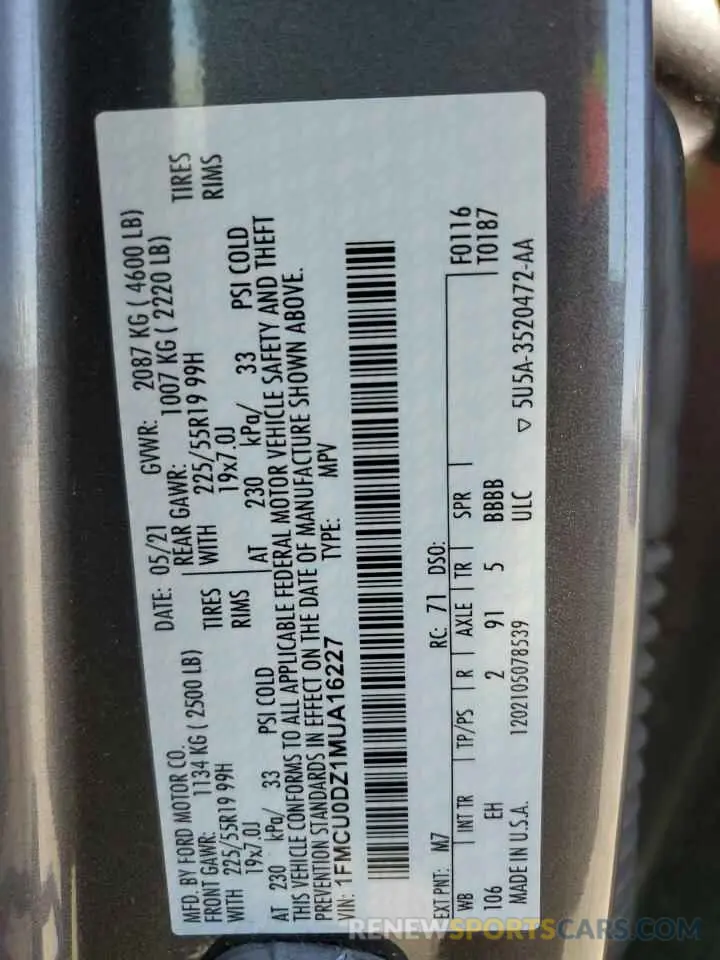 MFD. BY FORD MOTOR CO.
DATE: 05/21 GVWR: 2087 KG ( 4600 LB)
FRONT GAWR: 1134 KG ( 2500 LB) REAR GAWR: 1007 KG ( 2220 LB)
WITH 225/55R19 99H TIRES WITH 225/55R19 99H TIRES
19x7.0J RIMS 19x7.0J RIMS
AT 230 kPa/ 33 PSI COLD AT 230 kPa/ 33 PSI COLD
THIS VEHICLE CONFORMS TO ALL APPLICABLE FEDERAL MOTOR VEHICLE SAFETY AND THEFT
PREVENTION STANDARDS IN EFFECT ON THE DATE OF MANUFACTURE SHOWN ABOVE.
VIN: 1FMCU0DZ1MUA16227 TYPE: MPV
EXT PNT: M7 RC: 71 DSO: F0116
WB INT TR TP/PS R AXLE TR SPR T0187
106 EH 2 91 5 BBBB
MADE IN U.S.A. 1202105078539 ULC ▽ 5U5A-3520472-AA
RENEWSPORTSCARS.COM